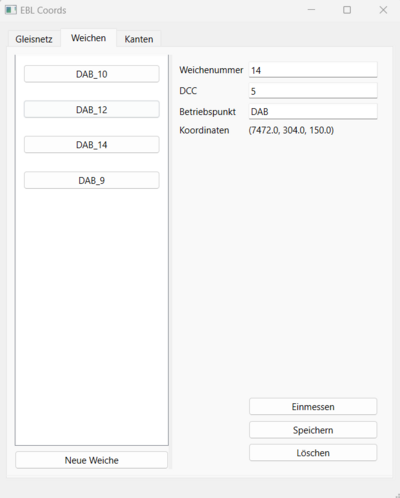 EBL Coords
Gleisnetz Weichen Kanten
DAB_10
DAB_12
DAB_14
DAB_9
Neue Weiche
Weichenummer 14
DCC 5
Betriebspunkt DAB
Koordinaten (7472.0, 304.0, 150.0)
Einmessen
Speichern
Löschen